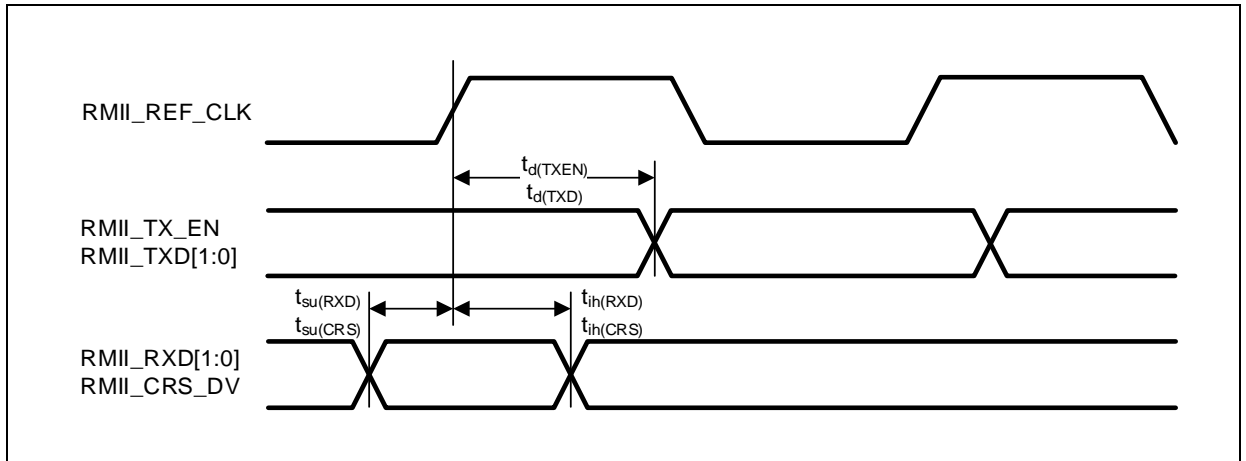 RMII_REF_CLK
td(TXEN)
td(TXD)
RMII_TX_EN
RMII_TXD[1:0]
tsu(RXD)
tih(RXD)
tsu(CRS)
tih(CRS)
RMII_RXD[1:0]
RMII_CRS_DV